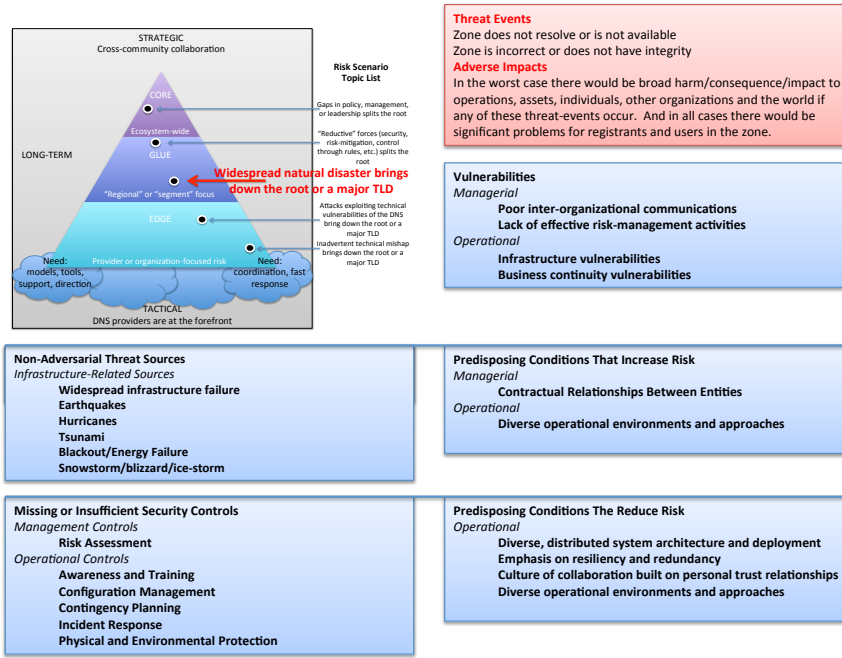 STRATEGIC
Cross-community collaboration
Risk Scenario
Topic List
CORE
Gaps in policy, management,
or leadership splits the root
Ecosystem-wide
"Reductive" forces (security,
risk-mitigation, control
through rules, etc.) splits the
root
GLUE
LONG-TERM
Widespread natural disaster brings
down the root or a major TLD
"Regional" or "segment" focus
Attacks exploiting technical
vulnerabilities of the DNS
bring down the root or a
major TLD
EDGE
Inadvertent technical mishap
brings down the root or a
major TLD
Provider or organization-focused risk
Need:
models, tools,
support, direction
Need:
coordination, fast
response
TACTICAL
DNS providers are at the forefront
Threat Events
Zone does not resolve or is not available
Zone is incorrect or does not have integrity
Adverse Impacts
In the worst case there would be broad harm/consequence/impact to
operations, assets, individuals, other organizations and the world if
any of these threat-events occur. And in all cases there would be
significant problems for registrants and users in the zone.
Vulnerabilities
Managerial
Poor inter-organizational communications
Lack of effective risk-management activities
Operational
Infrastructure vulnerabilities
Business continuity vulnerabilities
Non-Adversarial Threat Sources
Infrastructure-Related Sources
Widespread infrastructure failure
Earthquakes
Hurricanes
Tsunami
Blackout/Energy Failure
Snowstorm/blizzard/ice-storm
Predisposing Conditions That Increase Risk
Managerial
Contractual Relationships Between Entities
Operational
Diverse operational environments and approaches
Missing or Insufficient Security Controls
Management Controls
Risk Assessment
Operational Controls
Awareness and Training
Configuration Management
Contingency Planning
Incident Response
Physical and Environmental Protection
Predisposing Conditions The Reduce Risk
Operational
Diverse, distributed system architecture and deployment
Emphasis on resiliency and redundancy
Culture of collaboration built on personal trust relationships
Diverse operational environments and approaches